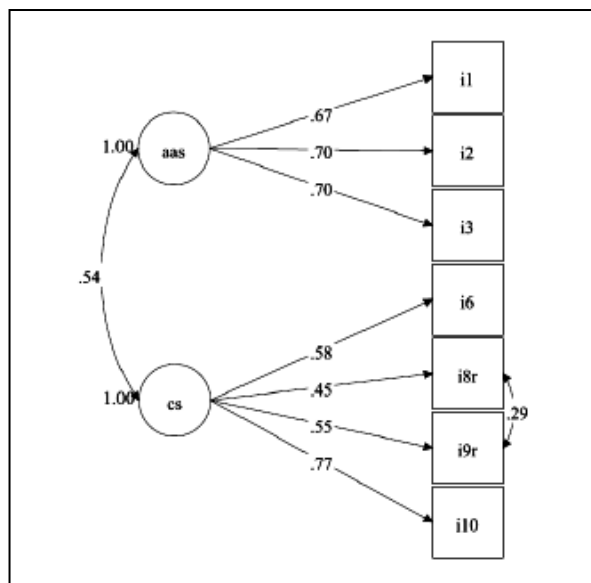 i1
.67
1.00
aas
.70
i2
.70
i3
.54
i6
.58
i8r
.45
.29
1.00
cs
.55
i9r
.77
i10